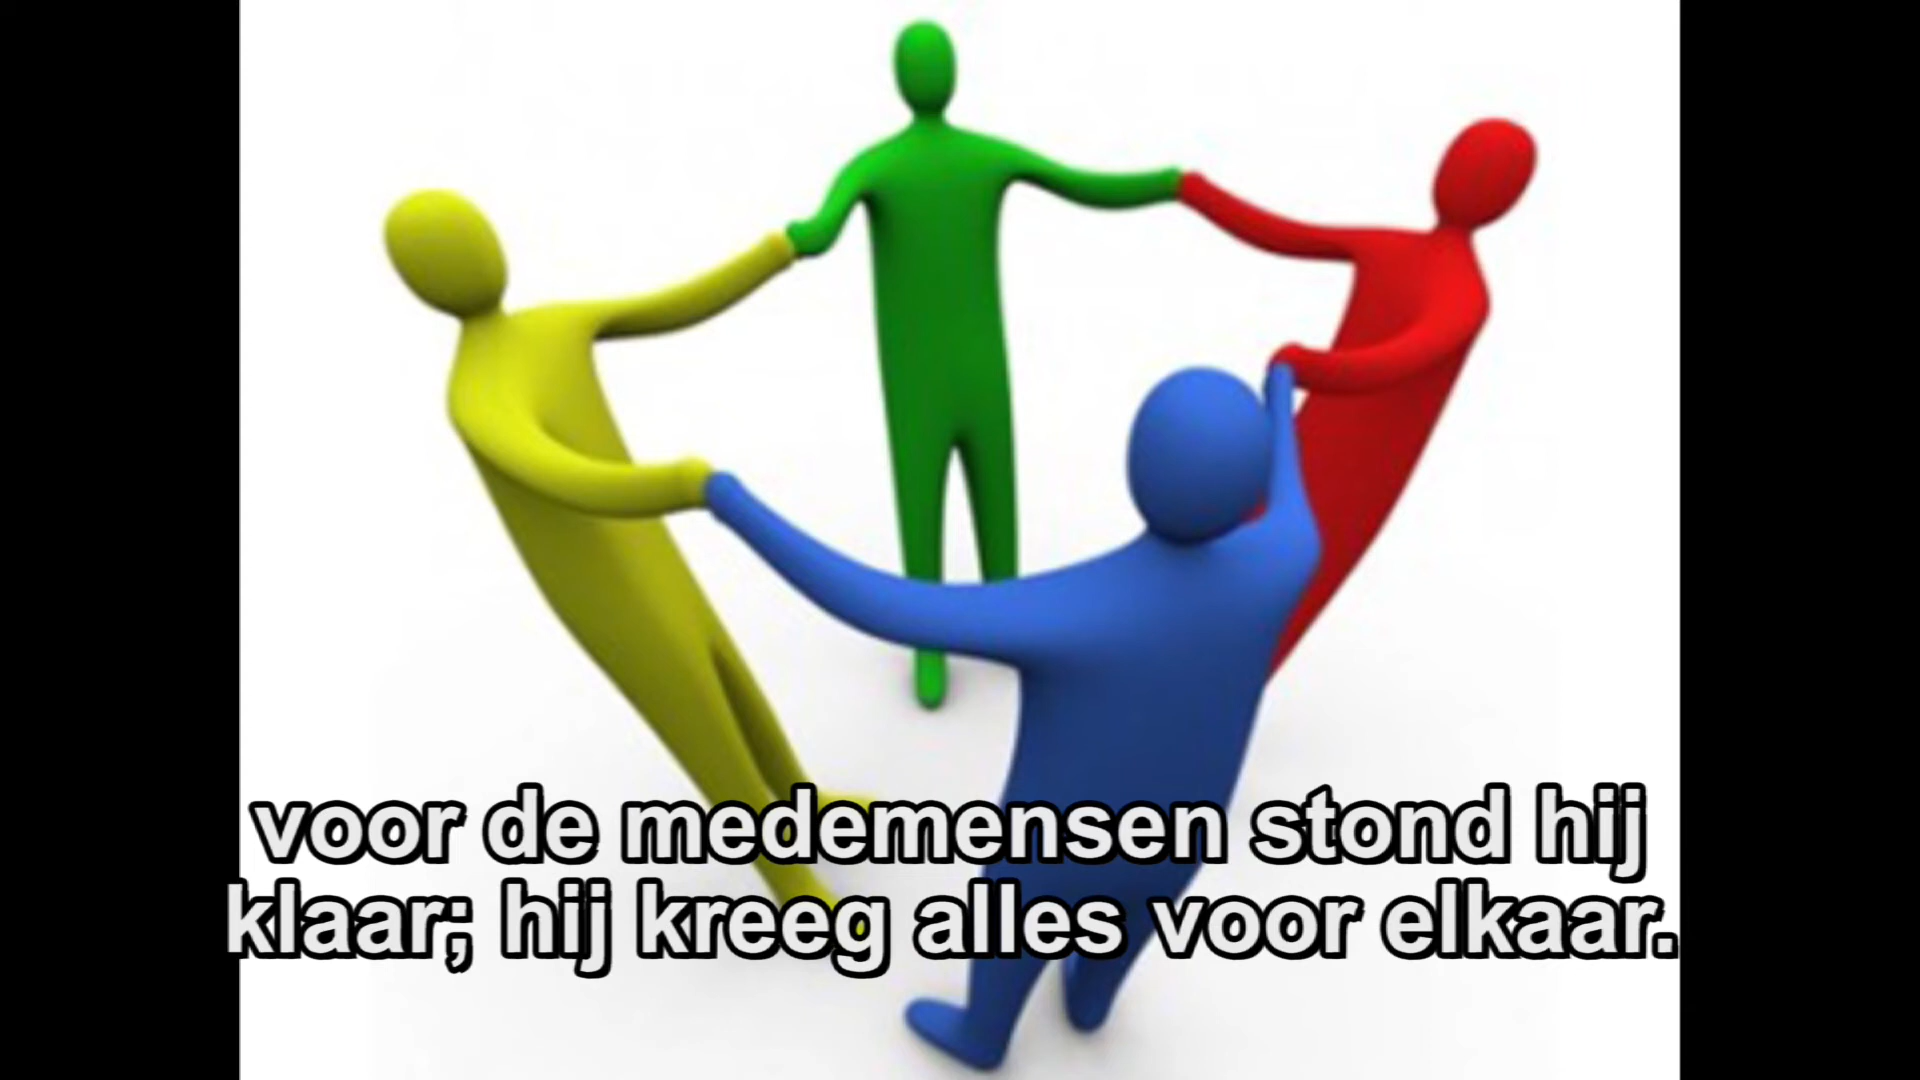 voor de medemensen stond hij
klaar; hij kreeg alles voor elkaar.